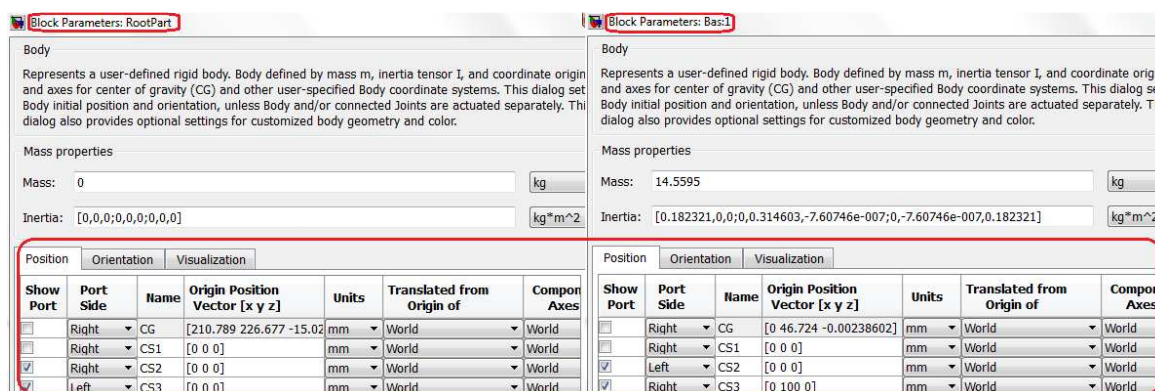 Block Parameters: RootPart
Body
Represents a user-defined rigid body. Body defined by mass m, inertia tensor I, and coordinate origin
and axes for center of gravity (CG) and other user-specified Body coordinate systems. This dialog set
Body initial position and orientation, unless Body and/or connected Joints are actuated separately. Thi
dialog also provides optional settings for customized body geometry and color.
Mass properties
Mass: 0 kg
Inertia: [0,0,0;0,0,0;0,0,0] kg*m^2
Position Orientation Visualization
Show Port Port Side Name Origin Position Vector [x y z] Units Translated from Origin of Compon Axes
Right CG [210.789 226.677 -15.02 mm World World
Right CS1 [0 0 0] mm World World
Right CS2 [0 0 0] mm World World
Left CS3 [0 0 0] mm World World
Block Parameters: Bas:1
Body
Represents a user-defined rigid body. Body defined by mass m, inertia tensor I, and coordinate orig
and axes for center of gravity (CG) and other user-specified Body coordinate systems. This dialog se
Body initial position and orientation, unless Body and/or connected Joints are actuated separately. T
dialog also provides optional settings for customized body geometry and color.
Mass properties
Mass: 14.5595 kg
Inertia: [0.182321,0,0;0,0.314603,-7.60746e-007;0,-7.60746e-007,0.182321] kg*m^2
Position Orientation Visualization
Show Port Port Side Name Origin Position Vector [x y z] Units Translated from Origin of Compor Axes
Right CG [0 46.724 -0.00238602] mm World World
Right CS1 [0 0 0] mm World World
Left CS2 [0 0 0] mm World World
Right CS3 [0 100 0] mm World World